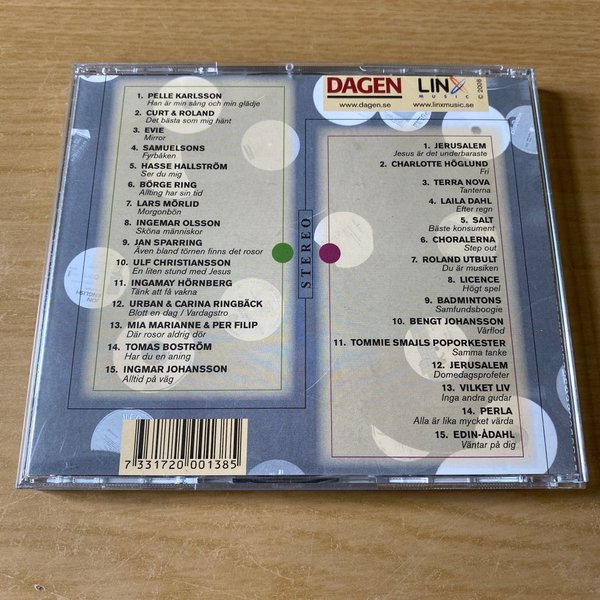 DAGEN
www.dagen.se
LINX
MUSIC
www.linxmusic.se
© 2006
1. PELLE KARLSSON
Han är min sång och min glädje
2. CURT & ROLAND
Det bästa som mig hänt
3. EVIE
Mirror
4. SAMUELSONS
Fyrbåken
5. HASSE HALLSTRÖM
Ser du mig
6. BÖRGE RING
Allting har sin tid
7. LARS MÖRLID
Morgonbön
8. INGEMAR OLSSON
Sköna människor
9. JAN SPARRING
Även bland törnen finns det rosor
10. ULF CHRISTIANSSON
En liten stund med Jesus
11. INGAMAY HÖRNBERG
Tänk att få vakna
12. URBAN & CARINA RINGBÄCK
Blott en dag / Vardagstro
13. MIA MARIANNE & PER FILIP
Där rosor aldrig dör
14. TOMAS BOSTRÖM
Har du en aning
15. INGMAR JOHANSSON
Alltid på väg
STEREO
1. JERUSALEM
Jesus är det underbaraste
2. CHARLOTTE HÖGLUND
Fri
3. TERRA NOVA
Tanterna
4. LAILA DAHL
Efter regn
5. SALT
Bäste konsument
6. CHORALERNA
Step out
7. ROLAND UTBULT
Du är musiken
8. LICENCE
Högt spel
9. BADMINTONS
Samfundsboogie
10. BENGT JOHANSSON
Vårflod
11. TOMMIE SMAJLS POPORKESTER
Samma tanke
12. JERUSALEM
Domedagsprofeter
13. VILKET LIV
Inga andra gudar
14. PERLA
Alla är lika mycket värda
15. EDIN-ÅDAHL
Väntar på dig
7 331720 001385